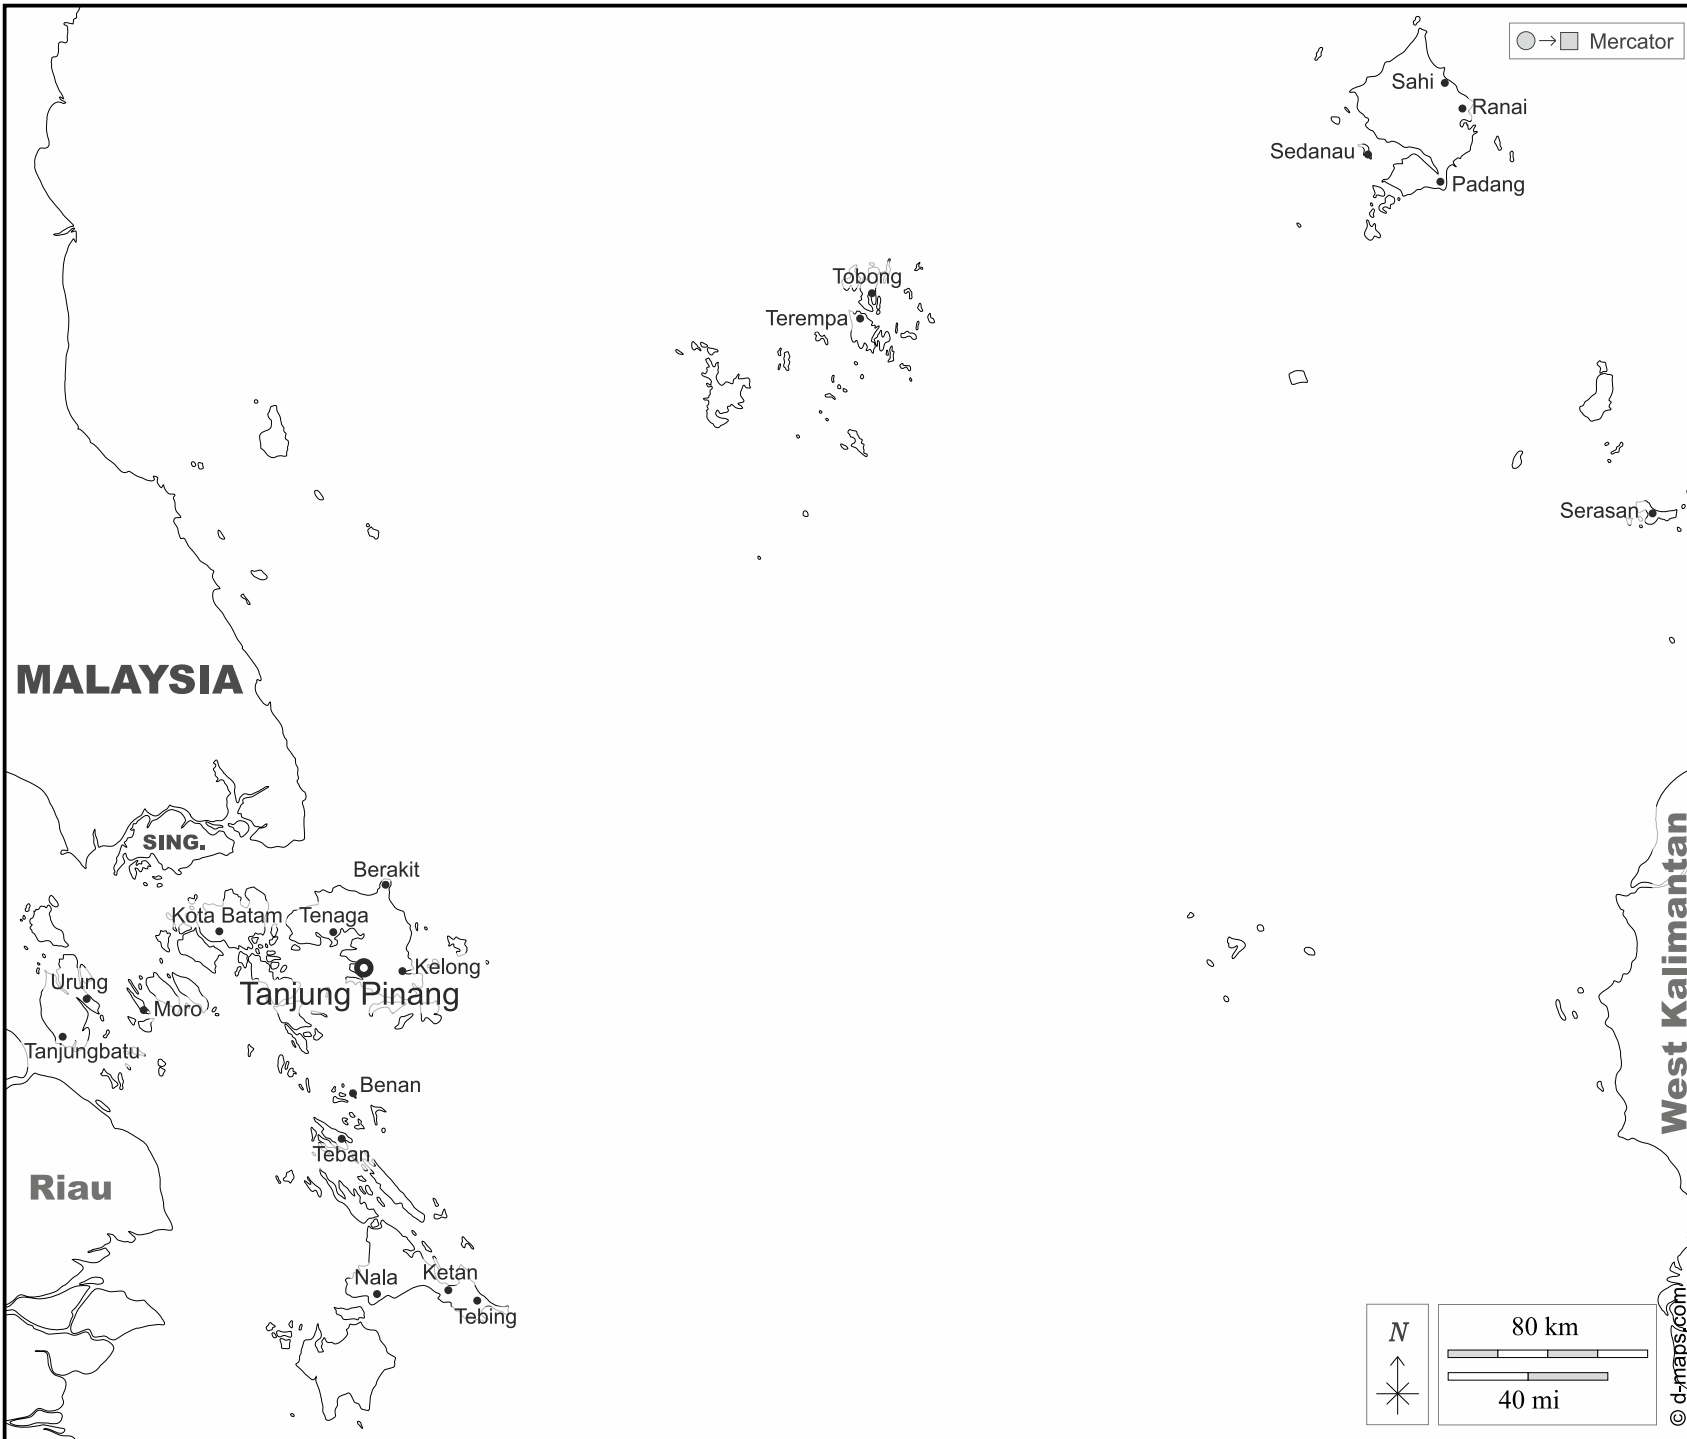 Mercator
Sahi
Ranai
Sedanau
Padang
Tobong
Terempa
Serasan
MALAYSIA
SING.
Berakit
Kota Batam
Tenaga
Kelong
Urung
Tanjung Pinang
Moro
Tanjungbatu
West Kalimantan
Benan
Teban
Riau
Nala
Ketan
Tebing
N
80 km
40 mi
© d-maps.com